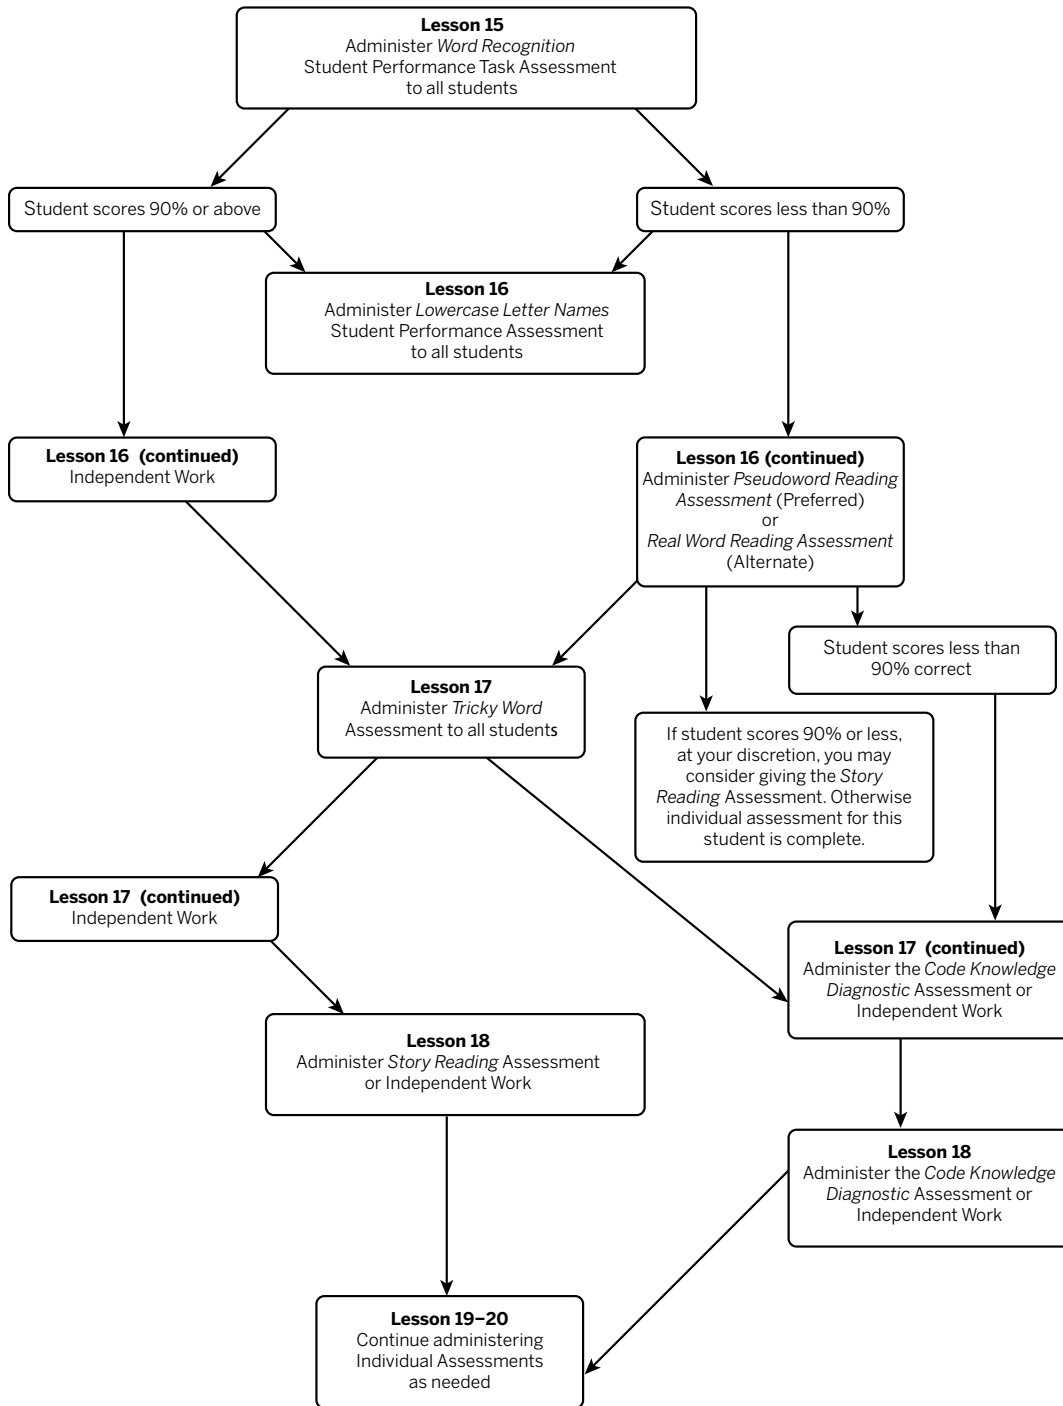 Lesson 15
Administer Word Recognition
Student Performance Task Assessment
to all students
Student scores 90% or above
Student scores less than 90%
Lesson 16
Administer Lowercase Letter Names
Student Performance Assessment
to all students
Lesson 16 (continued)
Independent Work
Lesson 16 (continued)
Administer Pseudoword Reading
Assessment (Preferred)
or
Real Word Reading Assessment
(Alternate)
Student scores less than
90% correct
Lesson 17
Administer Tricky Word
Assessment to all students
If student scores 90% or less,
at your discretion, you may
consider giving the Story
Reading Assessment. Otherwise
individual assessment for this
student is complete.
Lesson 17 (continued)
Independent Work
Lesson 17 (continued)
Administer the Code Knowledge
Diagnostic Assessment or
Independent Work
Lesson 18
Administer Story Reading Assessment
or Independent Work
Lesson 18
Administer the Code Knowledge
Diagnostic Assessment or
Independent Work
Lesson 19–20
Continue administering
Individual Assessments
as needed